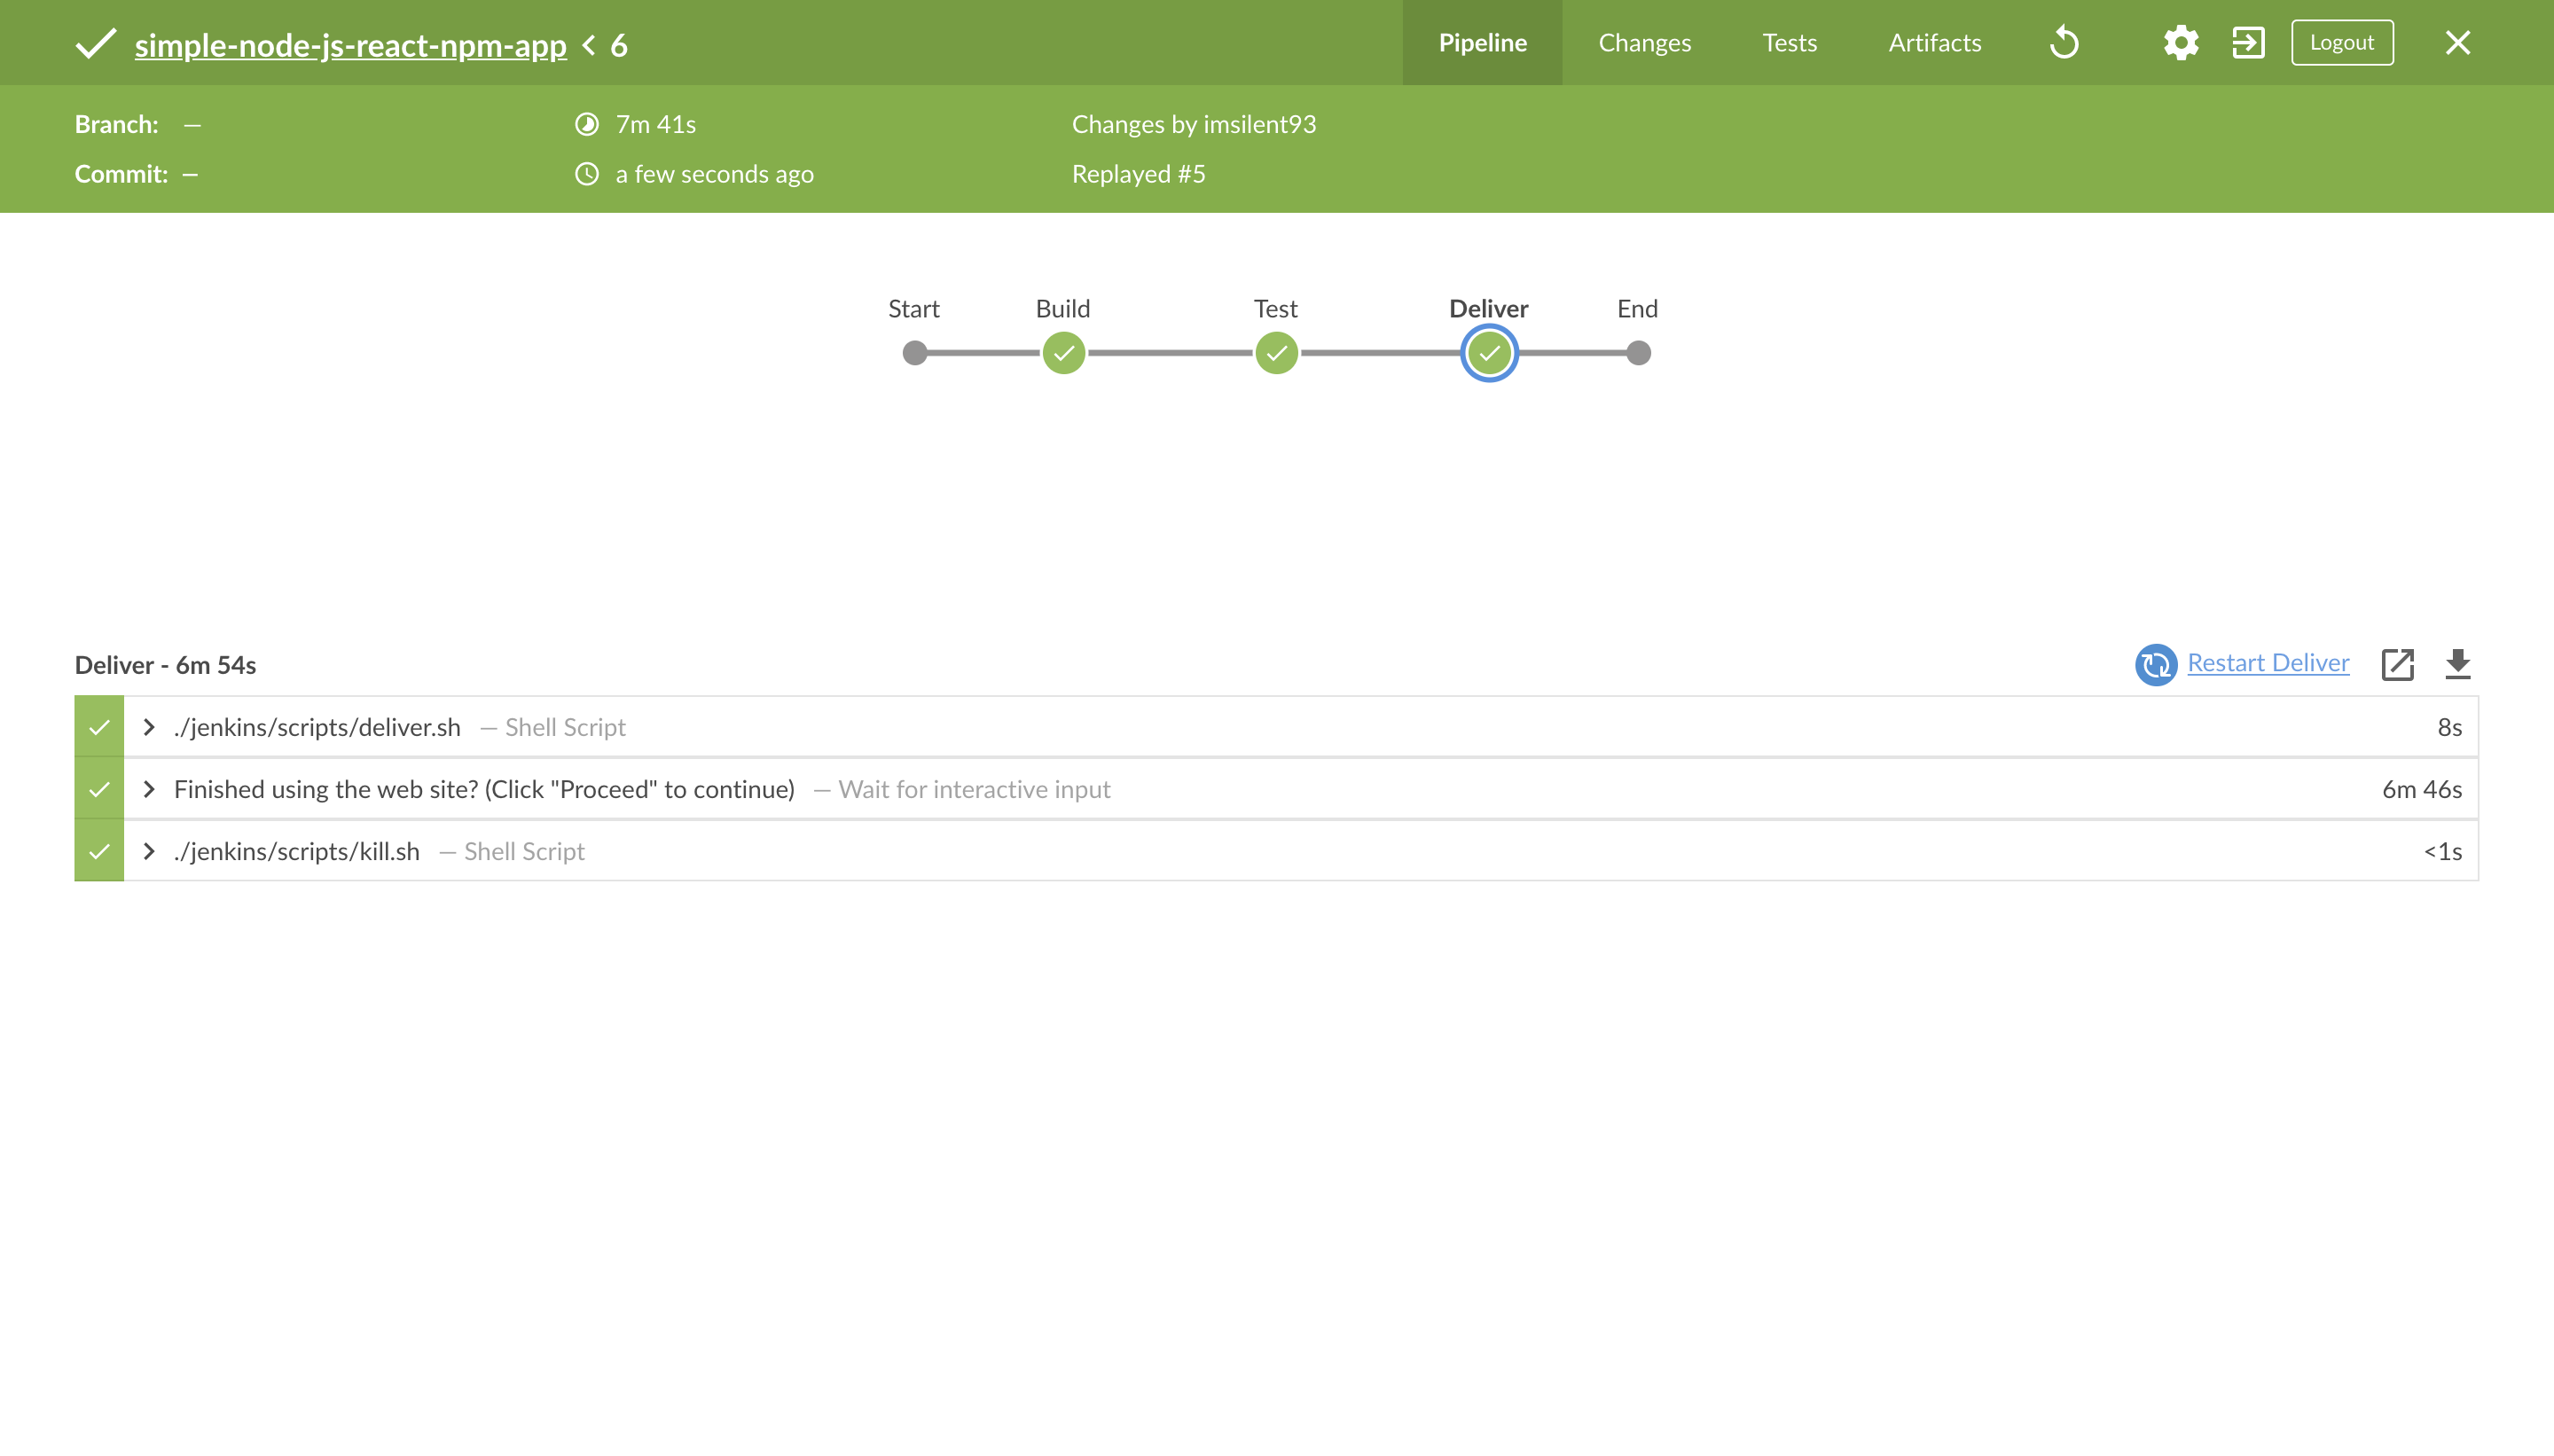 simple-node-js-react-npm-app < 6
Pipeline Changes Tests Artifacts Logout
Branch: — 7m 41s Changes by imsilent93
Commit: — a few seconds ago Replayed #5
Start Build Test Deliver End
Deliver - 6m 54s Restart Deliver
./jenkins/scripts/deliver.sh — Shell Script 8s
Finished using the web site? (Click "Proceed" to continue) — Wait for interactive input 6m 46s
./jenkins/scripts/kill.sh — Shell Script <1s